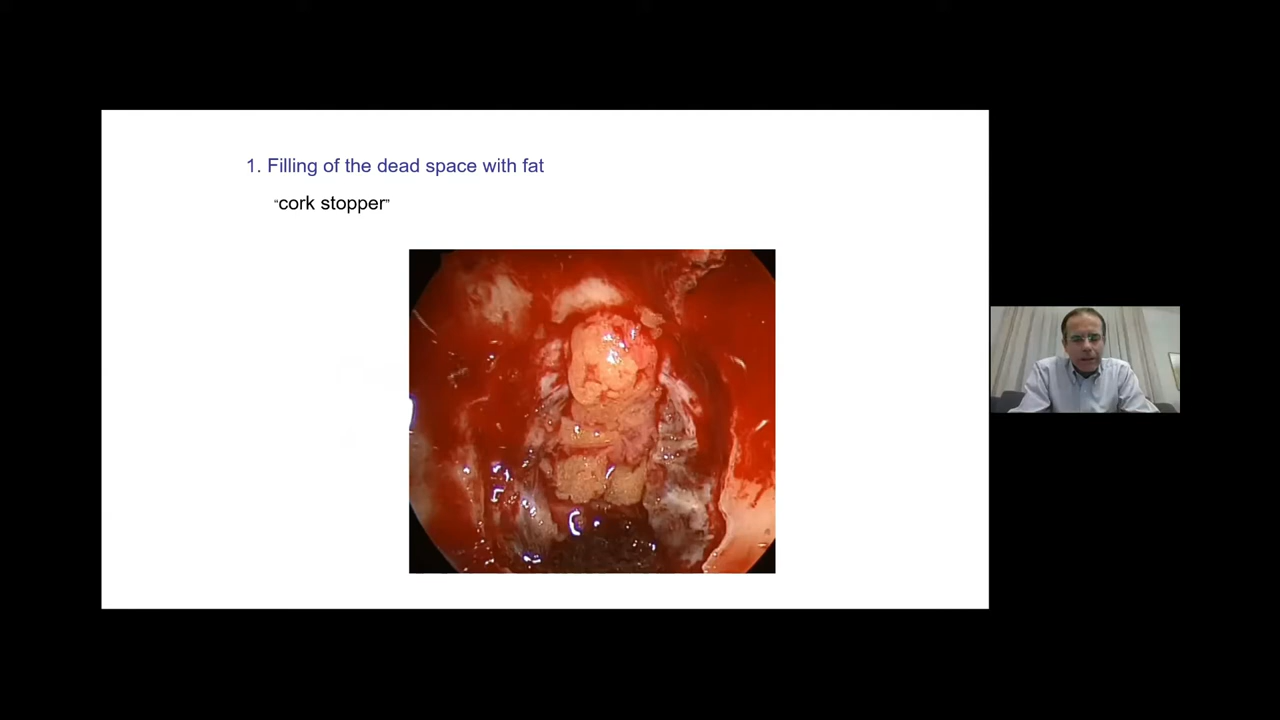 1. Filling of the dead space with fat
“cork stopper”